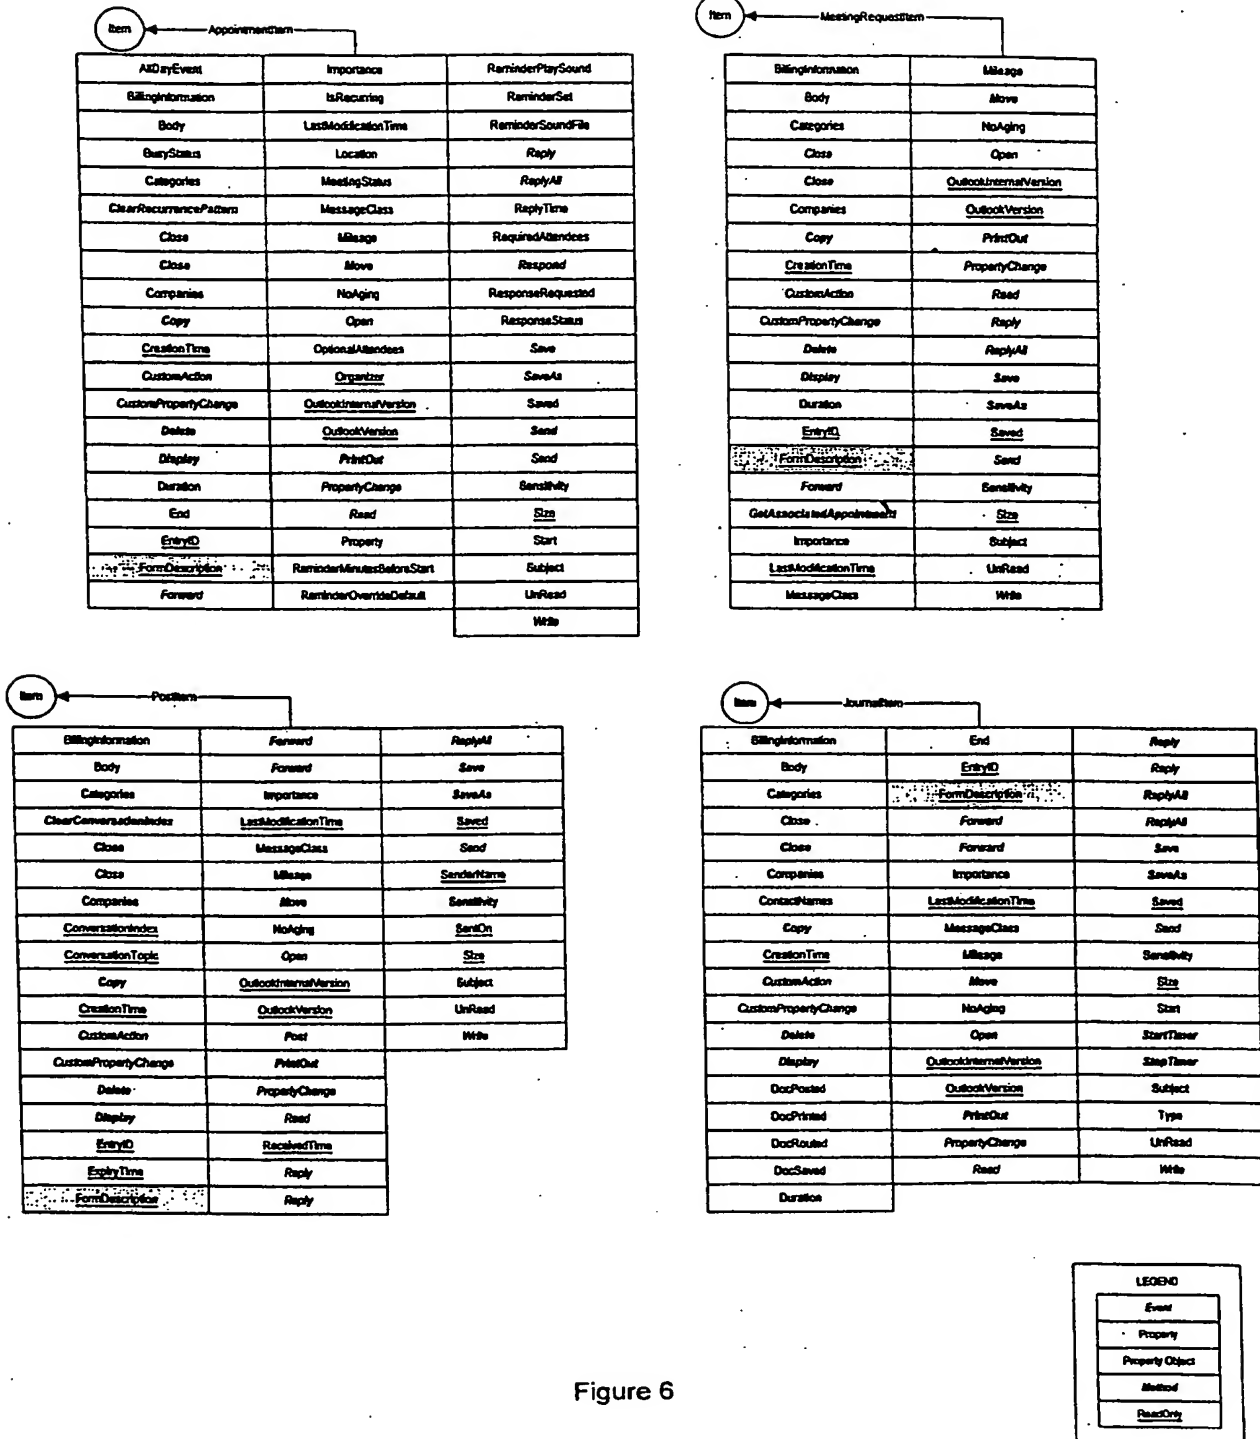 Item
AppointmentItem
AllDayEvent Importance ReminderPlaySound
BillingInformation IsRecurring ReminderSet
Body LastModificationTime ReminderSoundFile
BusyStatus Location Reply
Categories MeetingStatus ReplyAll
ClearRecurrencePattern MessageClass ReplyTime
Close Mileage RequiredAttendees
Close Move Respond
Companies NoAging ResponseRequested
Copy Open ResponseStatus
CreationTime OptionalAttendees Save
CustomAction Organizer SaveAs
CustomPropertyChange OutlookInternalVersion Saved
Delete OutlookVersion Send
Display PrintOut Send
Duration PropertyChange Sensitivity
End Read Size
EntryID Property Start
FormDescription ReminderMinutesBeforeStart Subject
Forward ReminderOverrideDefault UnRead
Write
Item
MeetingRequestItem
BillingInformation Mileage
Body Move
Categories NoAging
Close Open
Close OutlookInternalVersion
Companies OutlookVersion
Copy PrintOut
CreationTime PropertyChange
CustomAction Read
CustomPropertyChange Reply
Delete ReplyAll
Display Save
Duration SaveAs
EntryID Saved
FormDescription Send
Forward Sensitivity
GetAssociatedAppointment Size
Importance Subject
LastModificationTime UnRead
MessageClass Write
Item
PostItem
BillingInformation Forward ReplyAll
Body Forward Save
Categories Importance SaveAs
ClearConversationIndex LastModificationTime Saved
Close MessageClass Send
Close Mileage SenderName
Companies Move Sensitivity
ConversationIndex NoAging SentOn
ConversationTopic Open Size
Copy OutlookInternalVersion Subject
CreationTime OutlookVersion UnRead
CustomAction Post Write
CustomPropertyChange PrintOut
Delete PropertyChange
Display Read
EntryID ReceivedTime
ExpiryTime Reply
FormDescription Reply
Item
JournalItem
BillingInformation End Reply
Body EntryID Reply
Categories FormDescription ReplyAll
Close Forward ReplyAll
Close Forward Save
Companies Importance SaveAs
ContactNames LastModificationTime Saved
Copy MessageClass Send
CreationTime Mileage Sensitivity
CustomAction Move Size
CustomPropertyChange NoAging Start
Delete Open StartTimer
Display OutlookInternalVersion StopTimer
DocPosted OutlookVersion Subject
DocPrinted PrintOut Type
DocRouted PropertyChange UnRead
DocSaved Read Write
Duration
LEGEND
Event
Property
Property Object
Method
ReadOnly
Figure 6